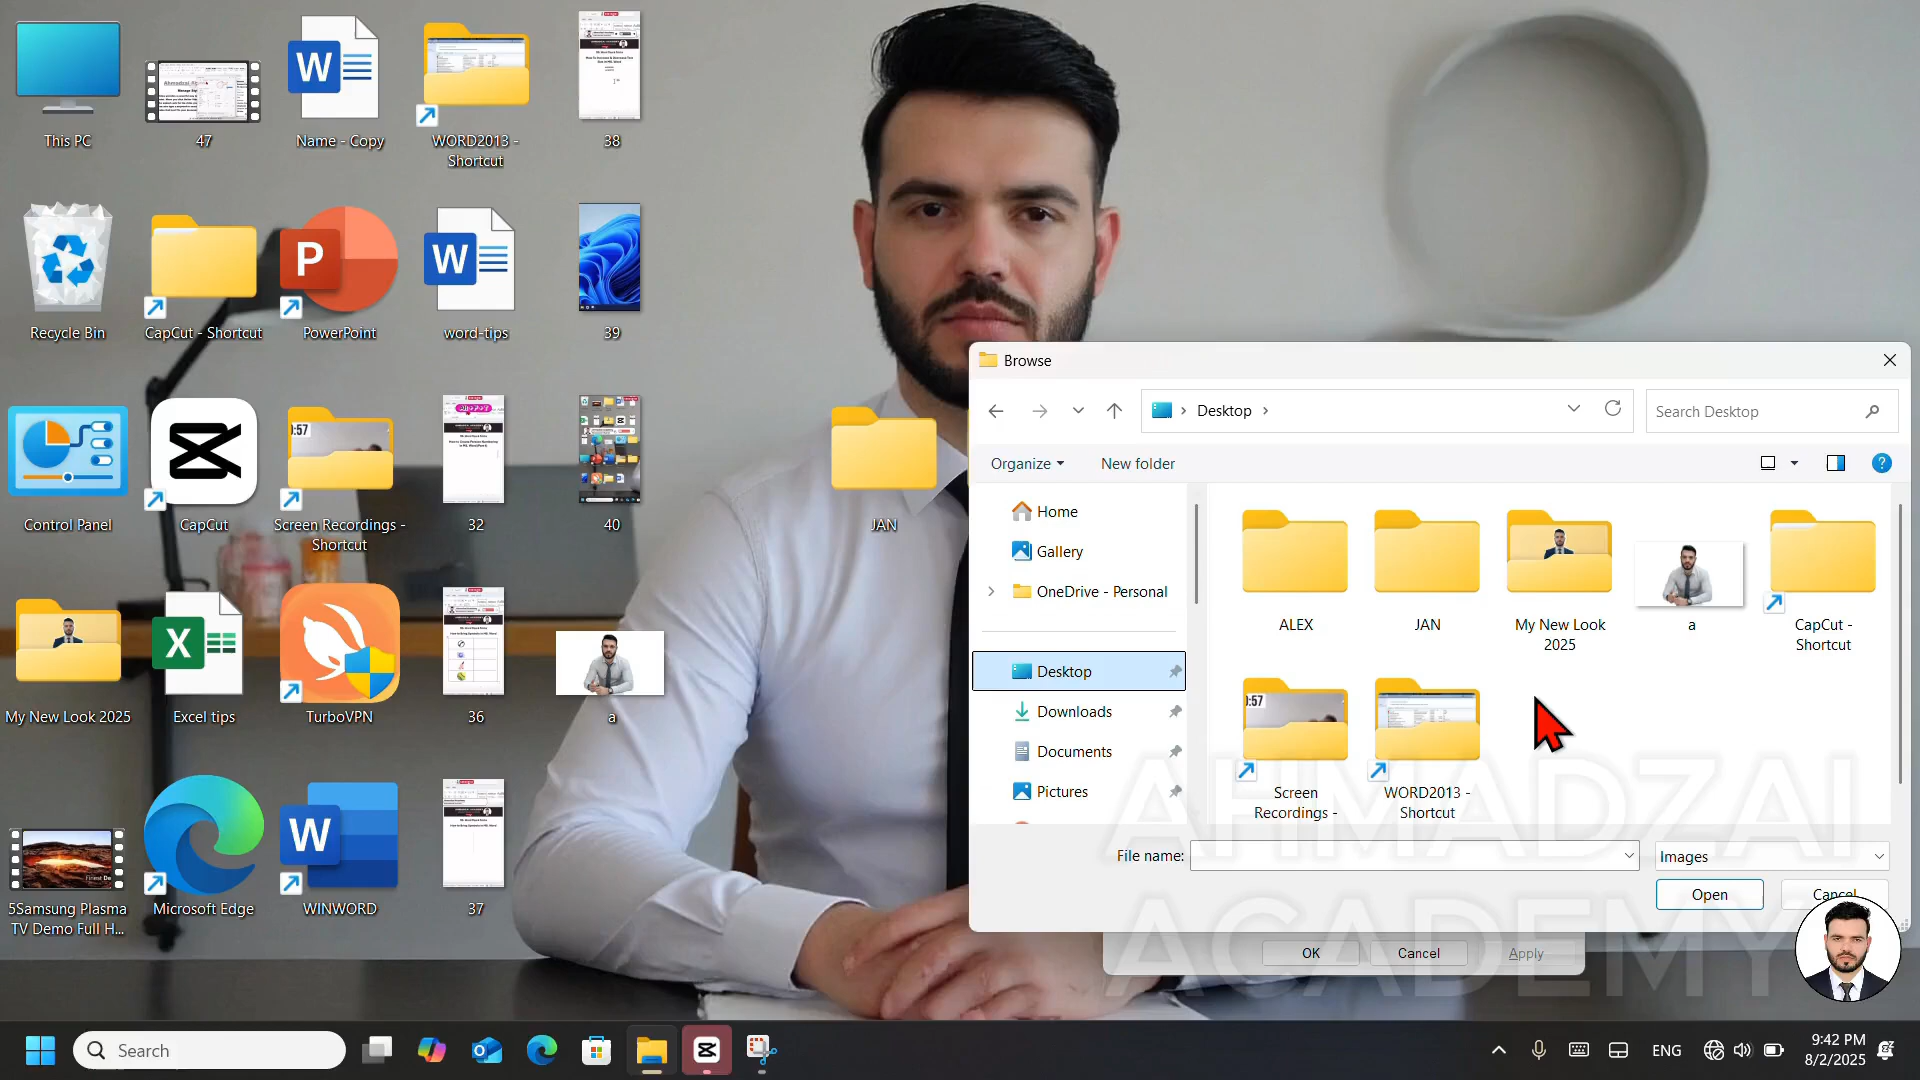 This PC
47
Name - Copy
WORD2013 -
Shortcut
38
Recycle Bin
CapCut - Shortcut
PowerPoint
word-tips
39
Control Panel
CapCut
:57
Screen Recordings -
Shortcut
32
40
JAN
My New Look 2025
Excel tips
TurboVPN
36
a
5Samsung Plasma
TV Demo Full H...
Microsoft Edge
WINWORD
37
Browse
Desktop
Search Desktop
Organize
New folder
Home
Gallery
OneDrive - Personal
Desktop
Downloads
Documents
Pictures
ALEX
JAN
My New Look
2025
a
CapCut -
Shortcut
:57
Screen
Recordings -
WORD2013 -
Shortcut
AHMADZAI
ACADEMY
File name:
Images
Open
Cancel
OK
Cancel
Apply
Search
ENG
9:42 PM
8/2/2025